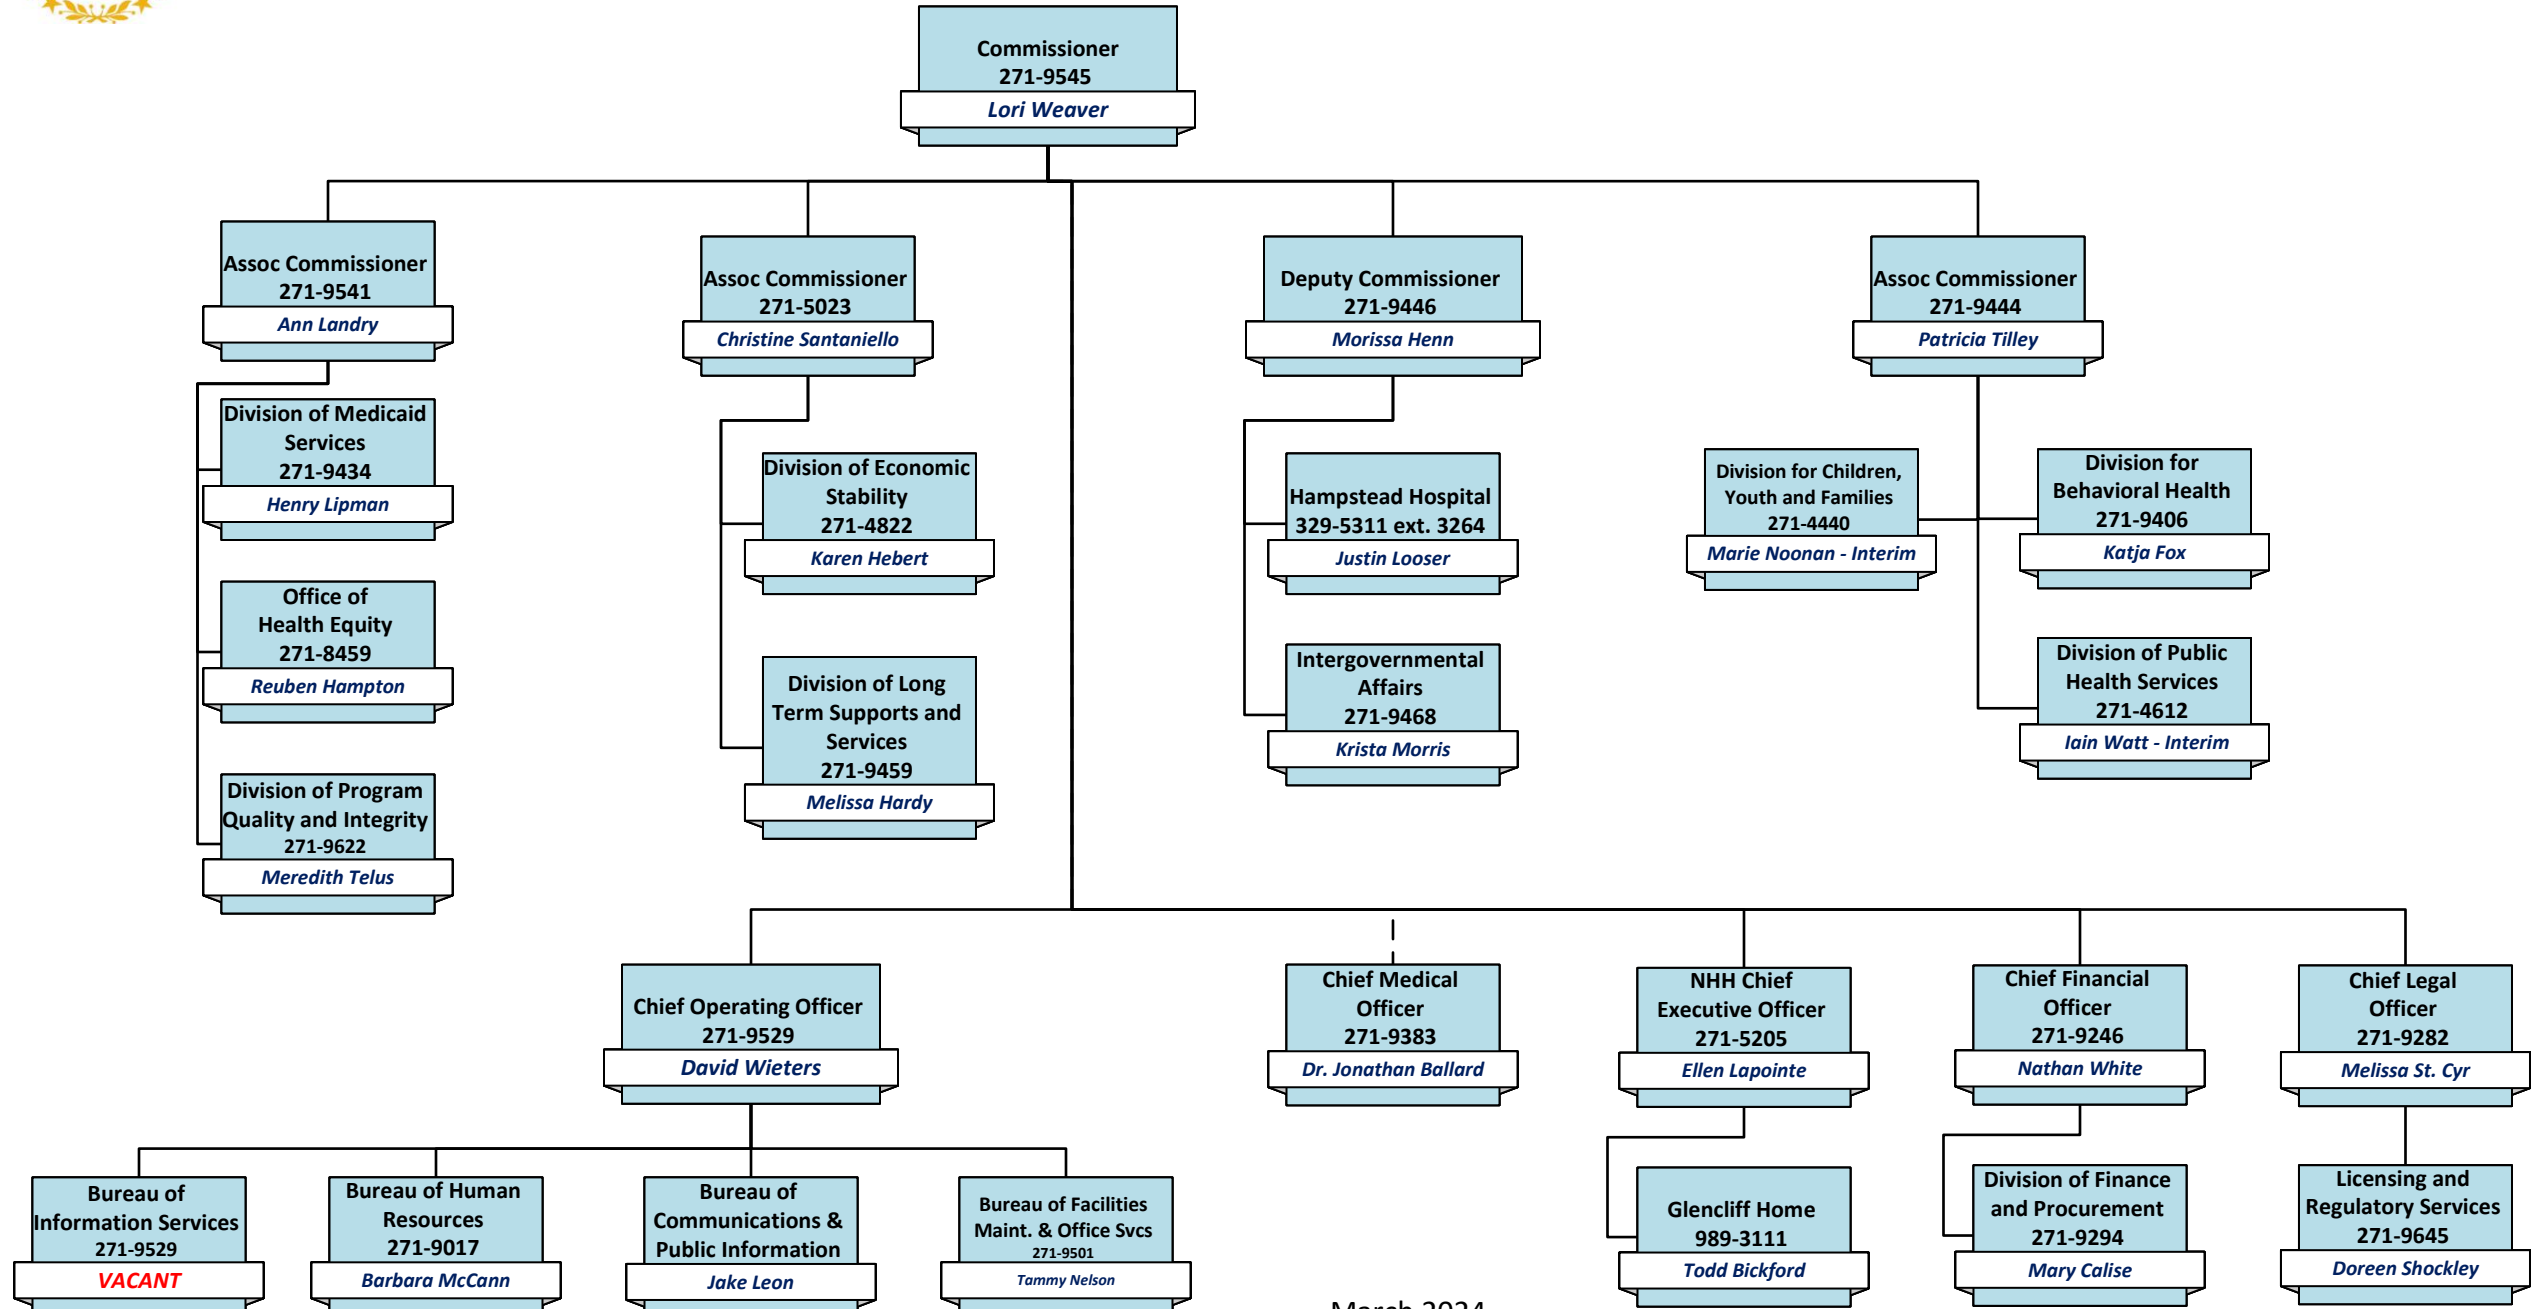 Commissioner
271-9545
Lori Weaver
Assoc Commissioner
271-9541
Ann Landry
Assoc Commissioner
271-5023
Christine Santaniello
Deputy Commissioner
271-9446
Morissa Henn
Assoc Commissioner
271-9444
Patricia Tilley
Division of Medicaid
Services
271-9434
Henry Lipman
Office of
Health Equity
271-8459
Reuben Hampton
Division of Program
Quality and Integrity
271-9622
Meredith Telus
Division of Economic
Stability
271-4822
Karen Hebert
Division of Long
Term Supports and
Services
271-9459
Melissa Hardy
Hampstead Hospital
329-5311 ext. 3264
Justin Looser
Intergovernmental
Affairs
271-9468
Krista Morris
Division for Children,
Youth and Families
271-4440
Marie Noonan - Interim
Division for
Behavioral Health
271-9406
Katja Fox
Division of Public
Health Services
271-4612
Iain Watt - Interim
Chief Operating Officer
271-9529
David Wieters
Chief Medical
Officer
271-9383
Dr. Jonathan Ballard
NHH Chief
Executive Officer
271-5205
Ellen Lapointe
Chief Financial
Officer
271-9246
Nathan White
Chief Legal
Officer
271-9282
Melissa St. Cyr
Bureau of
Information Services
271-9529
VACANT
Bureau of Human
Resources
271-9017
Barbara McCann
Bureau of
Communications &
Public Information
Jake Leon
Bureau of Facilities
Maint. & Office Svcs
271-9501
Tammy Nelson
Glencliff Home
989-3111
Todd Bickford
Division of Finance
and Procurement
271-9294
Mary Calise
Licensing and
Regulatory Services
271-9645
Doreen Shockley
March 2024